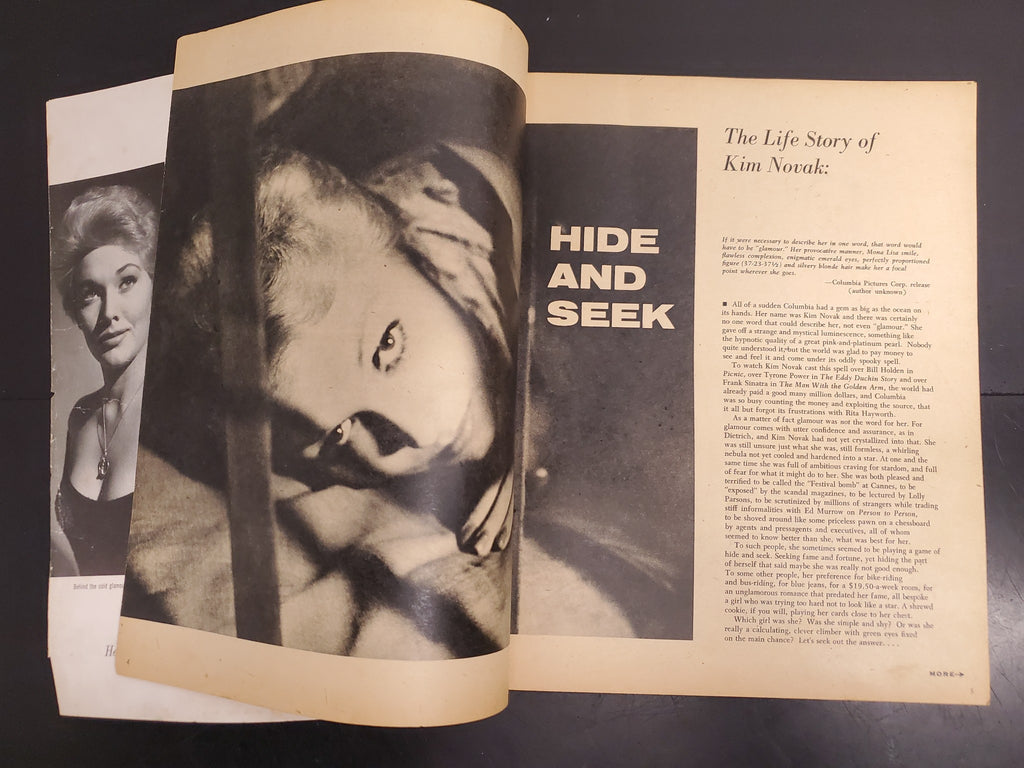 Behind the cool glamou
He
HIDE
AND
SEEK
The Life Story of
Kim Novak:
If it were necessary to describe her in one word, that word would
have to be "glamour." Her provocative manner, Mona Lisa smile,
flawless complexion, enigmatic emerald eyes, perfectly proportioned
figure (37-23-37½) and silvery blonde hair make her a focal
point wherever she goes.
—Columbia Pictures Corp. release
(author unknown)
■ All of a sudden Columbia had a gem as big as the ocean on
its hands. Her name was Kim Novak and there was certainly
no one word that could describe her, not even "glamour." She
gave off a strange and mystical luminescence, something like
the hypnotic quality of a great pink-and-platinum pearl. Nobody
quite understood it, but the world was glad to pay money to
see and feel it and come under its oddly spooky spell.
To watch Kim Novak cast this spell over Bill Holden in
Picnic, over Tyrone Power in The Eddy Duchin Story and over
Frank Sinatra in The Man With the Golden Arm, the world had
already paid a good many million dollars, and Columbia
was so busy counting the money and exploiting the source, that
it all but forgot its frustrations with Rita Hayworth.
As a matter of fact glamour was not the word for her. For
glamour comes with utter confidence and assurance, as in
Dietrich, and Kim Novak had not yet crystallized into that. She
was still unsure just what she was, still formless, a whirling
nebula not yet cooled and hardened into a star. At one and the
same time she was full of ambitious craving for stardom, and full
of fear for what it might do to her. She was both pleased and
terrified to be called the "Festival bomb" at Cannes, to be
"exposed" by the scandal magazines, to be lectured by Lolly
Parsons, to be scrutinized by millions of strangers while trading
stiff informalities with Ed Murrow on Person to Person,
to be shoved around like some priceless pawn on a chessboard
by agents and pressagents and executives, all of whom
seemed to know better than she, what was best for her.
To such people, she sometimes seemed to be playing a game of
hide and seek. Seeking fame and fortune, yet hiding the part
of herself that said maybe she was really not good enough.
To some other people, her preference for bike-riding
and bus-riding, for blue jeans, for a $19.50-a-week room, for
an unglamorous romance that predated her fame, all bespoke
a girl who was trying too hard not to look like a star. A shrewd
cookie, if you will, playing her cards close to her chest.
Which girl was she? Was she simple and shy? Or was she
really a calculating, clever climber with green eyes fixed
on the main chance? Let's seek out the answer. . . .
MORE→
5